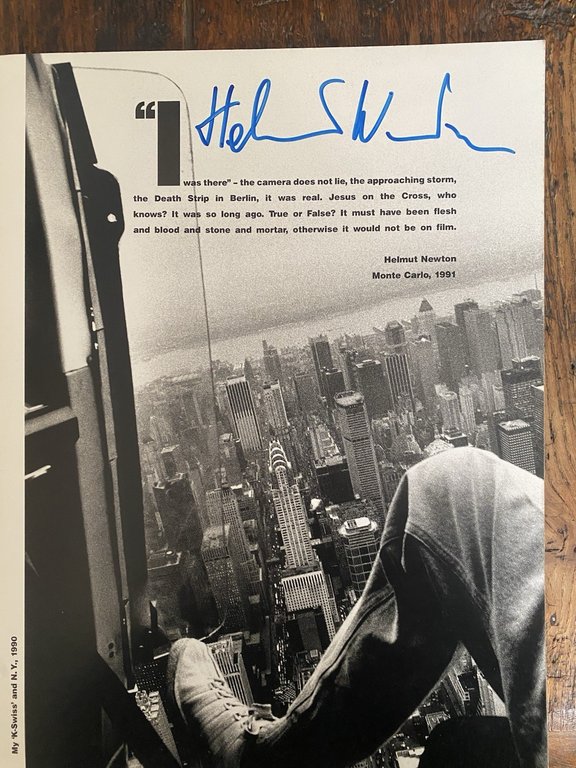 Helmut Newton
“I was there” – the camera does not lie, the approaching storm,
the Death Strip in Berlin, it was real. Jesus on the Cross, who
knows? It was so long ago. True or False? It must have been flesh
and blood and stone and mortar, otherwise it would not be on film.
Helmut Newton
Monte Carlo, 1991
My ‘K-Swiss’ and N.Y., 1990